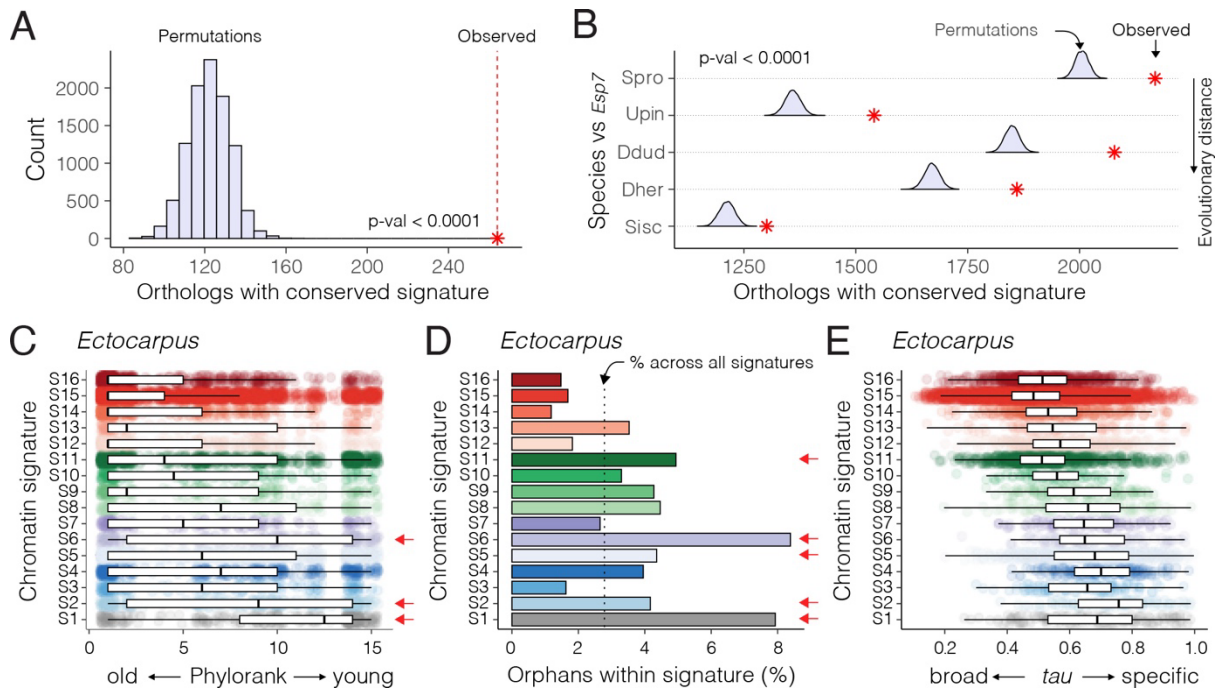 A
Permutations
Observed
2000
1500
1000
500
0
Count
p-val < 0.0001
80
120
160
240
Orthologs with conserved signature
B
Permutations
Observed
p-val < 0.0001
Spro
Upin
Ddud
Dher
Sisc
Species vs Esp7
Evolutionary distance
1250
1500
1750
2000
Orthologs with conserved signature
C
Ectocarpus
S16
S15
S14
S13
S12
S11
S10
S9
S8
S7
S6
S5
S4
S3
S2
S1
Chromatin signature
0
5
10
15
old
Phylorank
young
D
Ectocarpus
% across all signatures
S16
S15
S14
S13
S12
S11
S10
S9
S8
S7
S6
S5
S4
S3
S2
S1
Chromatin signature
0
2
4
6
8
Orphans within signature (%)
E
Ectocarpus
S16
S15
S14
S13
S12
S11
S10
S9
S8
S7
S6
S5
S4
S3
S2
S1
Chromatin signature
0.2
0.4
0.6
0.8
1.0
broad
tau
specific